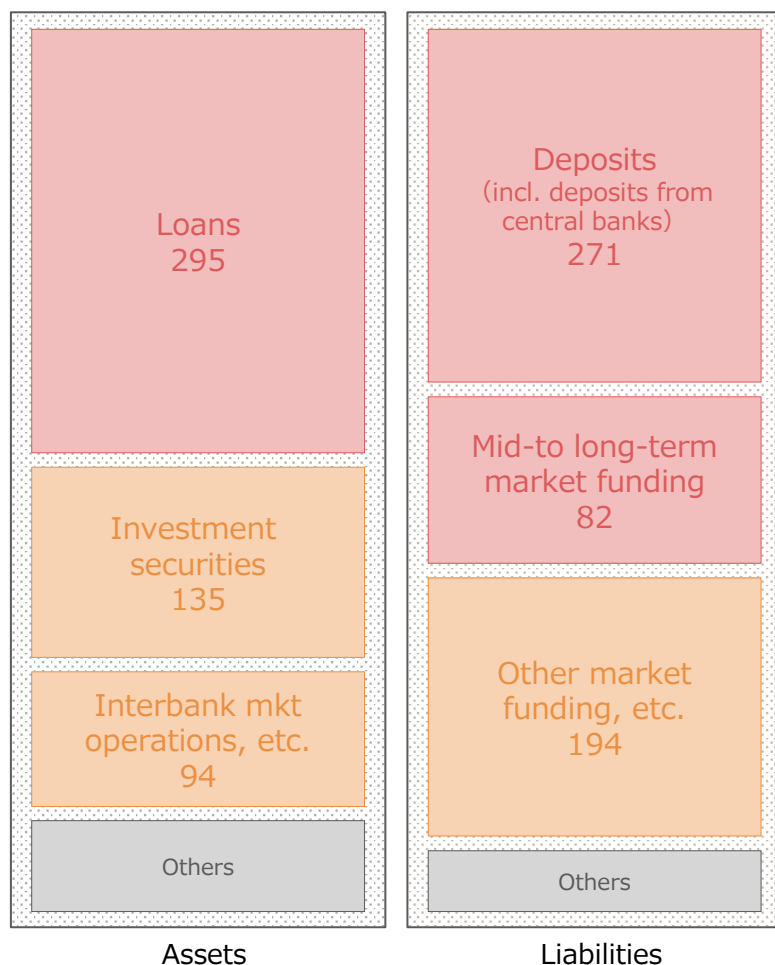 Loans
295
Investment
securities
135
Interbank mkt
operations, etc.
94
Others
Assets
Deposits
(incl. deposits from
central banks)
271
Mid-to long-term
market funding
82
Other market
funding, etc.
194
Others
Liabilities